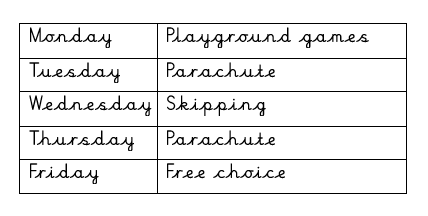 Monday Playground games
Tuesday Parachute
Wednesday Skipping
Thursday Parachute
Friday Free choice